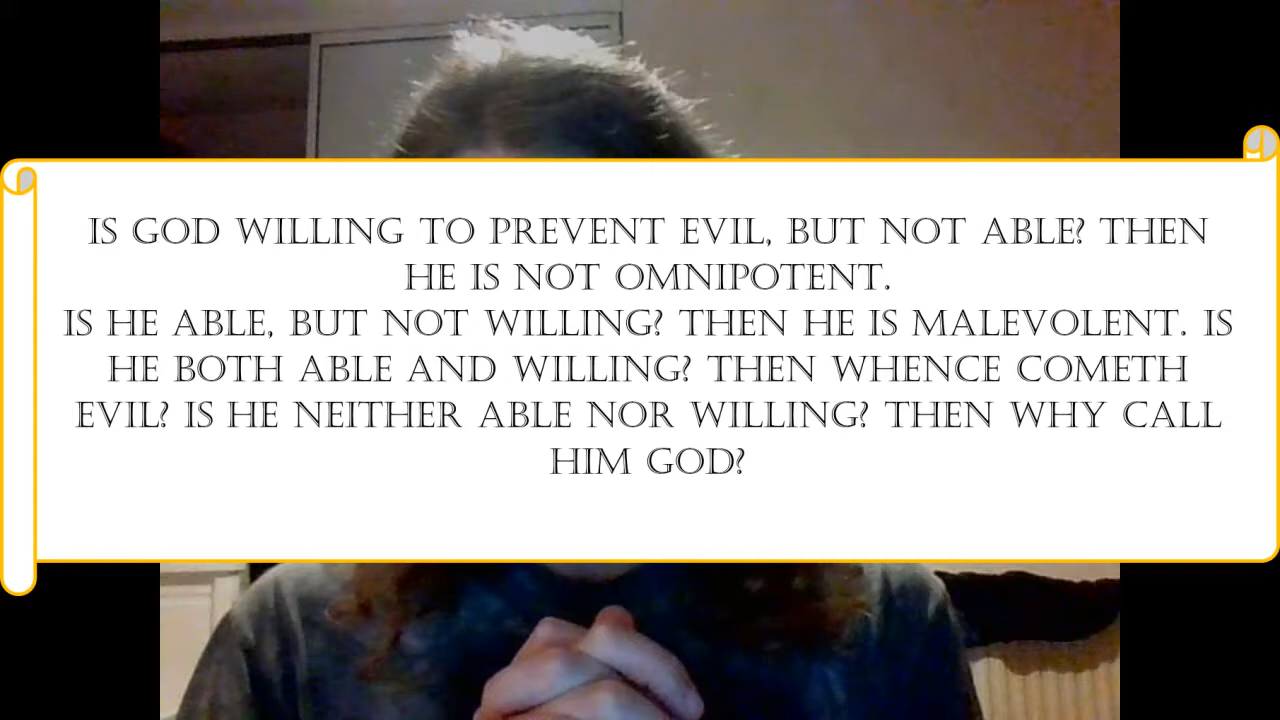 IS GOD WILLING TO PREVENT EVIL, BUT NOT ABLE? THEN
HE IS NOT OMNIPOTENT.
IS HE ABLE, BUT NOT WILLING? THEN HE IS MALEVOLENT. IS
HE BOTH ABLE AND WILLING? THEN WHENCE COMETH
EVIL? IS HE NEITHER ABLE NOR WILLING? THEN WHY CALL
HIM GOD?